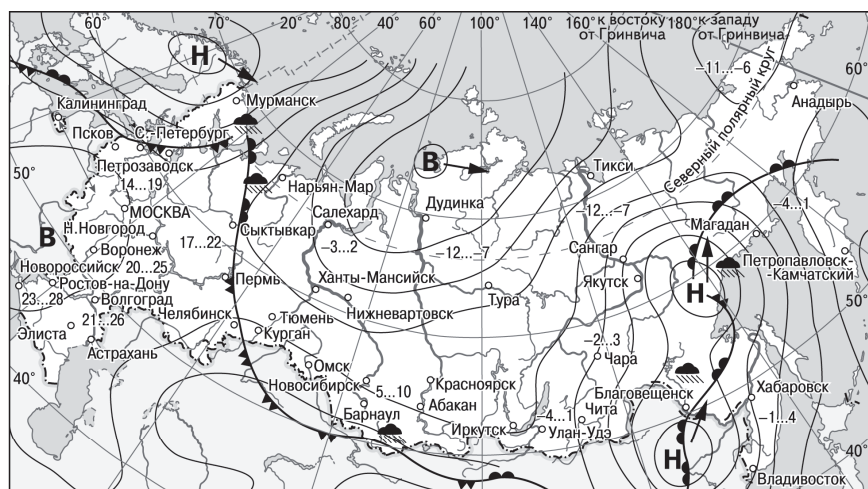 60° 70° 20° 80° 60° 100° 140° 160° к востоку 180° к западу
от Гринвича от Гринвича
Н
−11...−6
Северный полярный круг
60°
Анадырь
Мурманск
Калининград
Псков С.-Петербург
Петрозаводск
50°
14...19
МОСКВА
Н.Новгород
В
Воронеж
Новороссийск 20...25
Ростов-на-Дону
23...28 Волгоград
21...26
Элиста
Астрахань
40°
Нарьян-Мар
Салехард
Сыктывкар
17...22
−3...2
Пермь
Ханты-Мансийск
Нижневартовск
Челябинск
Тюмень
Курган
Омск
Новосибирск
5...10
Барнаул
Красноярск
Абакан
В
Дудинка
−12...−7
Тура
Иркутск
−4...1
Улан-Удэ
Чита
Тикси
−12...−7
Сангар
Якутск
−2...3
Чара
Благовещенск
Н
Магадан
−4...1
Петропавловск-
-Камчатский
50°
Н
Хабаровск
−1...4
40°
Владивосток